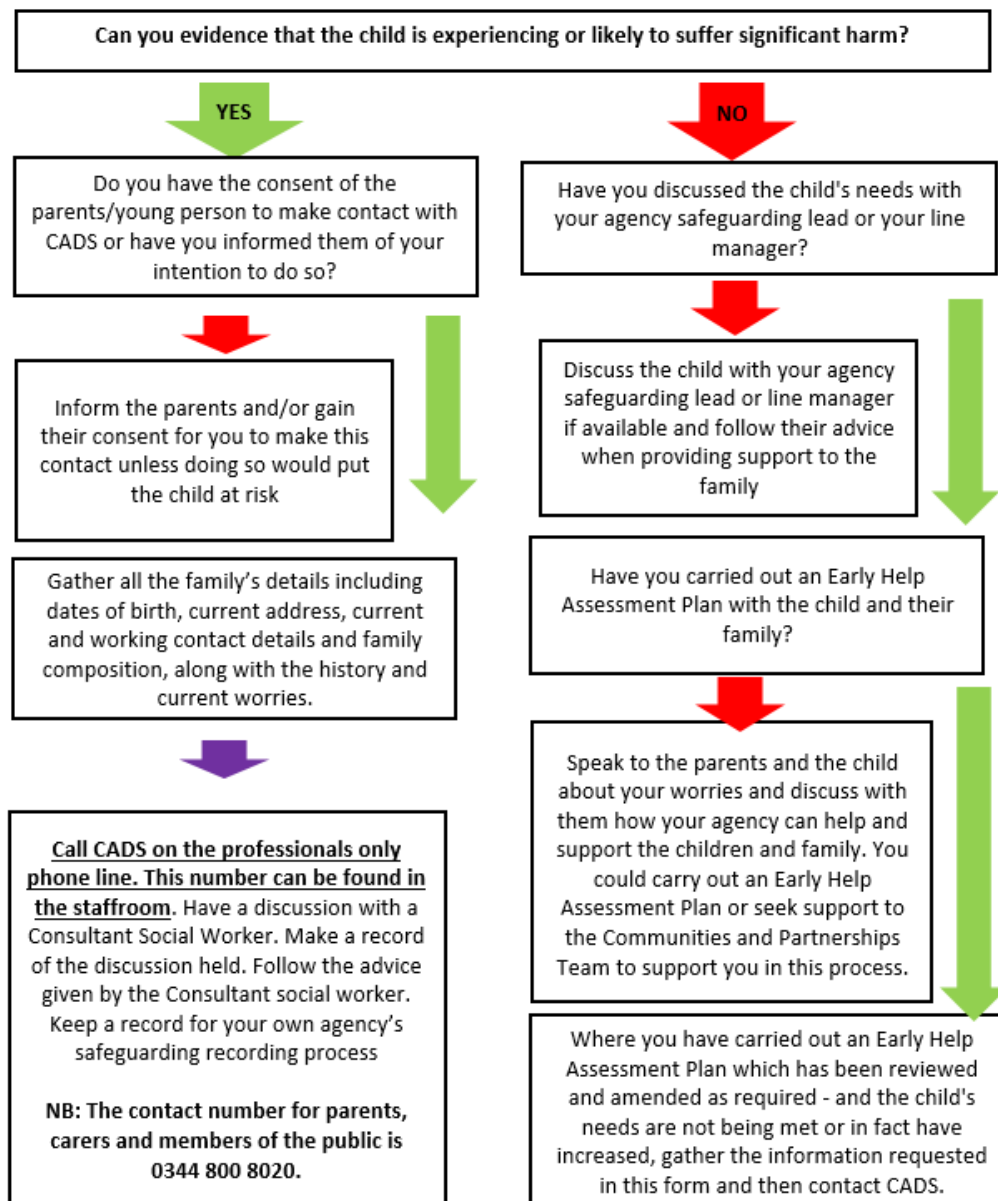 Can you evidence that the child is experiencing or likely to suffer significant harm?
YES
NO
Do you have the consent of the
parents/young person to make contact with
CADS or have you informed them of your
intention to do so?
Inform the parents and/or gain
their consent for you to make this
contact unless doing so would put
the child at risk
Gather all the family’s details including
dates of birth, current address, current
and working contact details and family
composition, along with the history and
current worries.
Call CADS on the professionals only
phone line. This number can be found in
the staffroom. Have a discussion with a
Consultant Social Worker. Make a record
of the discussion held. Follow the advice
given by the Consultant social worker.
Keep a record for your own agency’s
safeguarding recording process
NB: The contact number for parents,
carers and members of the public is
0344 800 8020.
Have you discussed the child's needs with
your agency safeguarding lead or your line
manager?
Discuss the child with your agency
safeguarding lead or line manager
if available and follow their advice
when providing support to the
family
Have you carried out an Early Help
Assessment Plan with the child and their
family?
Speak to the parents and the child
about your worries and discuss with
them how your agency can help and
support the children and family. You
could carry out an Early Help
Assessment Plan or seek support to
the Communities and Partnerships
Team to support you in this process.
Where you have carried out an Early Help
Assessment Plan which has been reviewed
and amended as required - and the child's
needs are not being met or in fact have
increased, gather the information requested
in this form and then contact CADS.